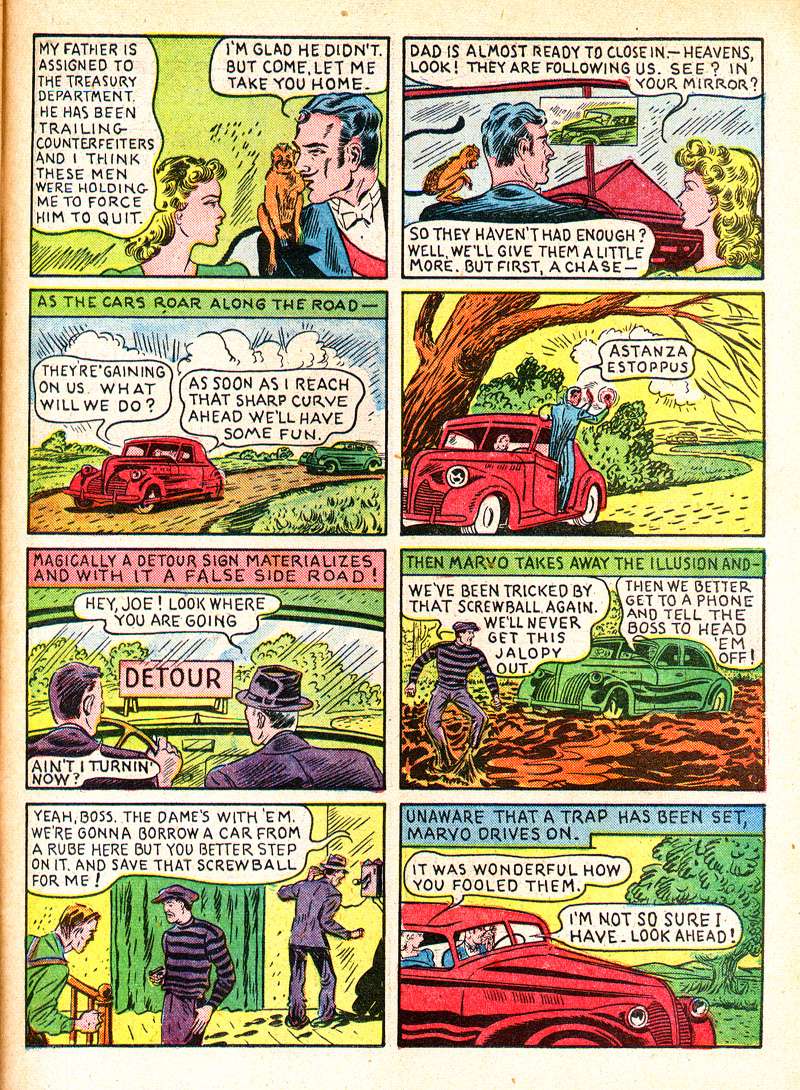 MY FATHER IS
ASSIGNED TO
THE TREASURY
DEPARTMENT.
HE HAS BEEN
TRAILING
COUNTERFEITERS
AND I THINK
THESE MEN
WERE HOLDING
ME TO FORCE
HIM TO QUIT.
I'M GLAD HE DIDN'T.
BUT COME, LET ME
TAKE YOU HOME.
DAD IS ALMOST READY TO CLOSE IN.—HEAVENS,
LOOK! THEY ARE FOLLOWING US. SEE? IN
YOUR MIRROR?
SO THEY HAVEN'T HAD ENOUGH?
WELL, WE'LL GIVE THEM A LITTLE
MORE. BUT FIRST, A CHASE—
AS THE CARS ROAR ALONG THE ROAD—
THEY'RE GAINING
ON US. WHAT
WILL WE DO?
AS SOON AS I REACH
THAT SHARP CURVE
AHEAD WE'LL HAVE
SOME FUN.
ASTANZA
ESTOPPUS
MAGICALLY A DETOUR SIGN MATERIALIZES,
AND WITH IT A FALSE SIDE ROAD!
HEY, JOE! LOOK WHERE
YOU ARE GOING
DETOUR
AIN'T I TURNIN'
NOW?
THEN MARVO TAKES AWAY THE ILLUSION AND—
WE'VE BEEN TRICKED BY
THAT SCREWBALL AGAIN.
WE'LL NEVER
GET THIS
JALOPY
OUT.
THEN WE BETTER
GET TO A PHONE
AND TELL THE
BOSS TO HEAD
'EM
OFF!
YEAH, BOSS. THE DAME'S WITH 'EM.
WE'RE GONNA BORROW A CAR FROM
A RUBE HERE BUT YOU BETTER STEP
ON IT. AND SAVE THAT SCREWBALL
FOR ME!
UNAWARE THAT A TRAP HAS BEEN SET,
MARVO DRIVES ON.
IT WAS WONDERFUL HOW
YOU FOOLED THEM.
I'M NOT SO SURE I
HAVE. LOOK AHEAD!